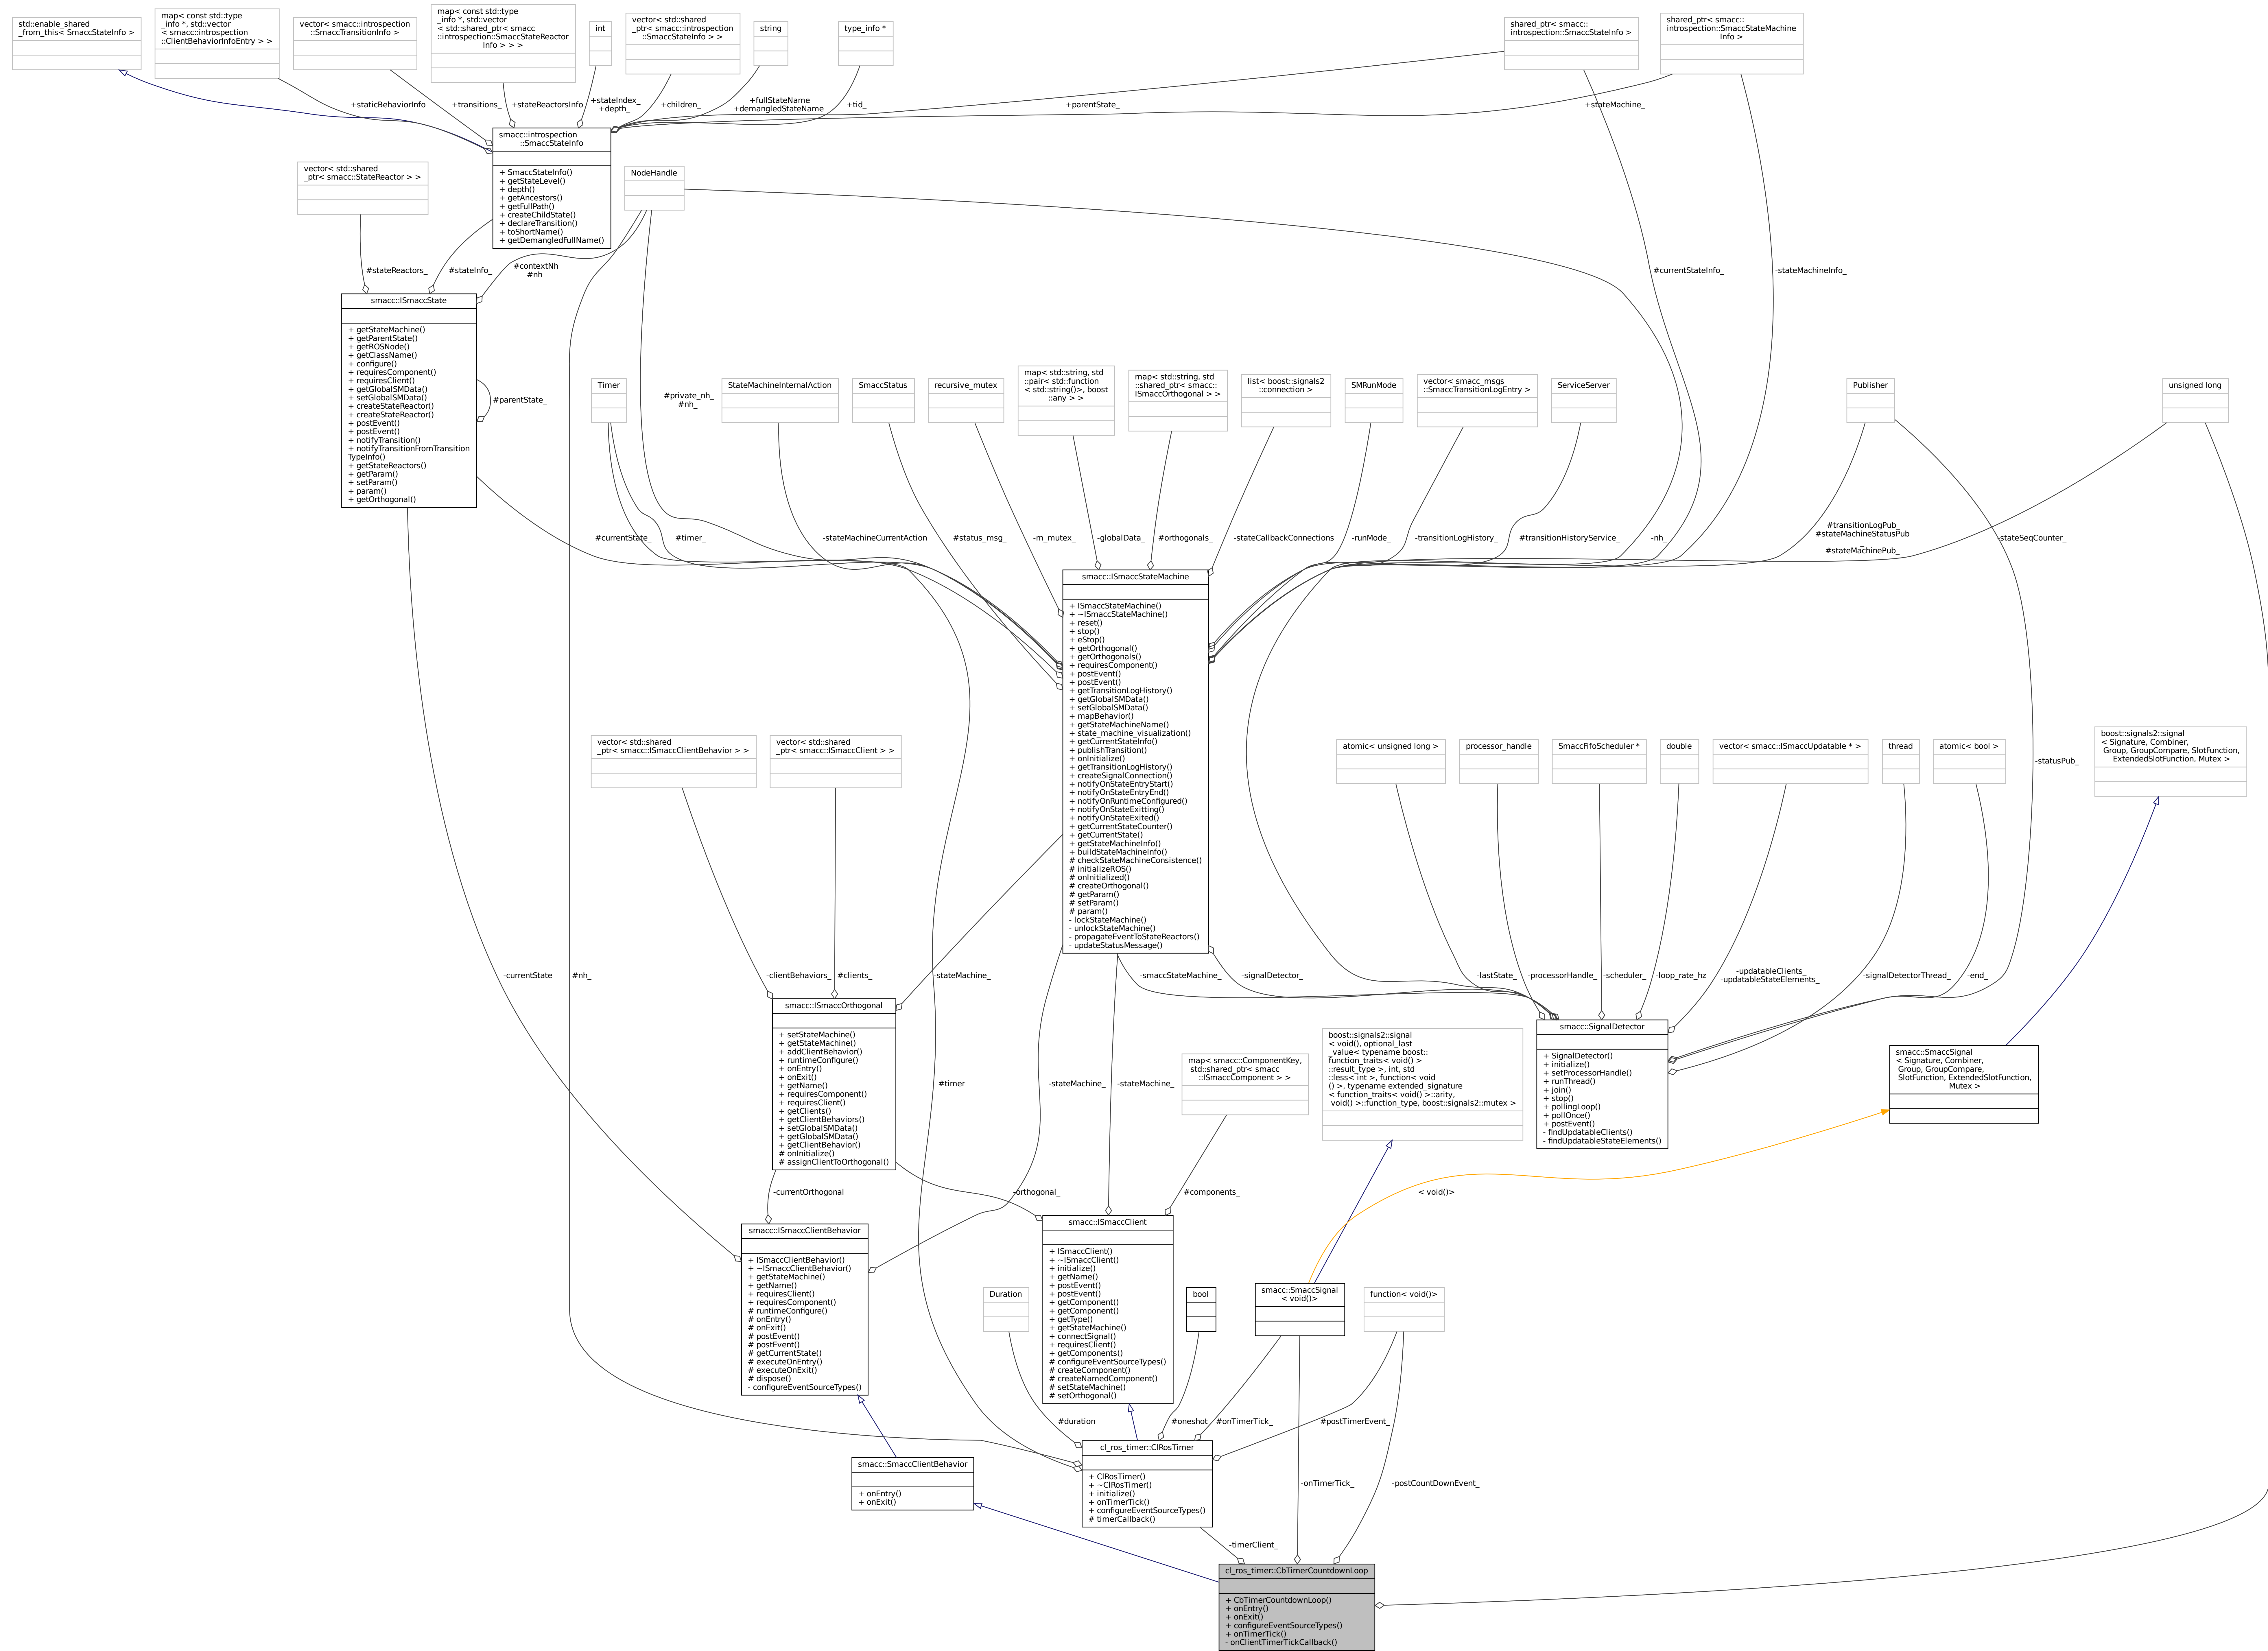 std::enable_shared
_from_this< SmaccStateInfo >
map< const std::type
_info *, std::vector
< smacc::introspection
::ClientBehaviorInfoEntry > >
vector< smacc::introspection
::SmaccTransitionInfo >
map< const std::type
_info *, std::vector
< std::shared_ptr< smacc
::introspection::SmaccStateReactor
Info > > >
int
vector< std::shared
_ptr< smacc::introspection
::SmaccStateInfo > >
string
type_info *
shared_ptr< smacc::
introspection::SmaccStateInfo >
shared_ptr< smacc::
introspection::SmaccStateMachine
Info >
+staticBehaviorInfo
+transitions_
+stateReactorsInfo
+stateIndex_
+depth_
+children_
+fullStateName
+demangledStateName
+tid_
+parentState_
+stateMachine_
smacc::introspection
::SmaccStateInfo
+ SmaccStateInfo()
+ getStateLevel()
+ depth()
+ getAncestors()
+ getFullPath()
+ createChildState()
+ declareTransition()
+ toShortName()
+ getDemangledFullName()
vector< std::shared
_ptr< smacc::StateReactor > >
NodeHandle
#stateReactors_
#stateInfo_
#contextNh
#nh
#currentStateInfo_
-stateMachineInfo_
smacc::ISmaccState
+ getStateMachine()
+ getParentState()
+ getROSNode()
+ getClassName()
+ configure()
+ requiresComponent()
+ requiresClient()
+ getGlobalSMData()
+ setGlobalSMData()
+ createStateReactor()
+ createStateReactor()
+ postEvent()
+ postEvent()
+ notifyTransition()
+ notifyTransitionFromTransition
TypeInfo()
+ getStateReactors()
+ getParam()
+ setParam()
+ param()
+ getOrthogonal()
#parentState_
Timer
#private_nh_
#nh_
StateMachineInternalAction
SmaccStatus
recursive_mutex
map< std::string, std
::pair< std::function
< std::string()>, boost
::any > >
map< std::string, std
::shared_ptr< smacc::
ISmaccOrthogonal > >
list< boost::signals2
::connection >
SMRunMode
vector< smacc_msgs
::SmaccTransitionLogEntry >
ServiceServer
Publisher
unsigned long
#currentState_
#timer_
-stateMachineCurrentAction
#status_msg_
-m_mutex_
-globalData_
#orthogonals_
-stateCallbackConnections
-runMode_
-transitionLogHistory_
#transitionHistoryService_
-nh_
#transitionLogPub_
#stateMachineStatusPub
_
#stateMachinePub_
-stateSeqCounter_
smacc::ISmaccStateMachine
+ ISmaccStateMachine()
+ ~ISmaccStateMachine()
+ reset()
+ stop()
+ eStop()
+ getOrthogonal()
+ getOrthogonals()
+ requiresComponent()
+ postEvent()
+ postEvent()
+ getTransitionLogHistory()
+ getGlobalSMData()
+ setGlobalSMData()
+ mapBehavior()
+ getStateMachineName()
+ state_machine_visualization()
+ getCurrentStateInfo()
+ publishTransition()
+ onInitialize()
+ getTransitionLogHistory()
+ createSignalConnection()
+ notifyOnStateEntryStart()
+ notifyOnStateEntryEnd()
+ notifyOnRuntimeConfigured()
+ notifyOnStateExitting()
+ notifyOnStateExited()
+ getCurrentStateCounter()
+ getCurrentState()
+ getStateMachineInfo()
+ buildStateMachineInfo()
# checkStateMachineConsistence()
# initializeROS()
# onInitialized()
# createOrthogonal()
# getParam()
# setParam()
# param()
- lockStateMachine()
- unlockStateMachine()
- propagateEventToStateReactors()
- updateStatusMessage()
vector< std::shared
_ptr< smacc::ISmaccClientBehavior > >
vector< std::shared
_ptr< smacc::ISmaccClient > >
atomic< unsigned long >
processor_handle
SmaccFifoScheduler *
double
vector< smacc::ISmaccUpdatable * >
thread
atomic< bool >
-statusPub_
boost::signals2::signal
< Signature, Combiner,
Group, GroupCompare, SlotFunction,
ExtendedSlotFunction, Mutex >
-currentState
#nh_
-clientBehaviors_
#clients_
-stateMachine_
-smaccStateMachine_
-signalDetector_
-lastState_
-processorHandle_
-scheduler_
-loop_rate_hz
-updatableClients_
-updatableStateElements_
-signalDetectorThread_
-end_
smacc::ISmaccOrthogonal
+ setStateMachine()
+ getStateMachine()
+ addClientBehavior()
+ runtimeConfigure()
+ onEntry()
+ onExit()
+ getName()
+ requiresComponent()
+ requiresClient()
+ getClients()
+ getClientBehaviors()
+ setGlobalSMData()
+ getGlobalSMData()
+ getClientBehavior()
# onInitialize()
# assignClientToOrthogonal()
#timer
-stateMachine_
-stateMachine_
map< smacc::ComponentKey,
std::shared_ptr< smacc
::ISmaccComponent > >
boost::signals2::signal
< void(), optional_last
_value< typename boost::
function_traits< void() >
::result_type >, int, std
::less< int >, function< void
() >, typename extended_signature
< function_traits< void() >::arity,
void() >::function_type, boost::signals2::mutex >
smacc::SignalDetector
+ SignalDetector()
+ initialize()
+ setProcessorHandle()
+ runThread()
+ join()
+ stop()
+ pollingLoop()
+ pollOnce()
+ postEvent()
- findUpdatableClients()
- findUpdatableStateElements()
smacc::SmaccSignal
< Signature, Combiner,
Group, GroupCompare,
SlotFunction, ExtendedSlotFunction,
Mutex >
-currentOrthogonal
-orthogonal_
#components_
< void()>
smacc::ISmaccClientBehavior
+ ISmaccClientBehavior()
+ ~ISmaccClientBehavior()
+ getStateMachine()
+ getName()
+ requiresClient()
+ requiresComponent()
# runtimeConfigure()
# onEntry()
# onExit()
# postEvent()
# postEvent()
# getCurrentState()
# executeOnEntry()
# executeOnExit()
# dispose()
- configureEventSourceTypes()
smacc::ISmaccClient
+ ISmaccClient()
+ ~ISmaccClient()
+ initialize()
+ getName()
+ postEvent()
+ postEvent()
+ getComponent()
+ getComponent()
+ getType()
+ getStateMachine()
+ connectSignal()
+ requiresClient()
+ getComponents()
# configureEventSourceTypes()
# createComponent()
# createNamedComponent()
# setStateMachine()
# setOrthogonal()
Duration
bool
smacc::SmaccSignal
< void()>
function< void()>
#duration
#oneshot
#onTimerTick_
#postTimerEvent_
smacc::SmaccClientBehavior
+ onEntry()
+ onExit()
cl_ros_timer::ClRosTimer
+ ClRosTimer()
+ ~ClRosTimer()
+ initialize()
+ onTimerTick()
+ configureEventSourceTypes()
# timerCallback()
-onTimerTick_
-postCountDownEvent_
-timerClient_
cl_ros_timer::CbTimerCountdownLoop
+ CbTimerCountdownLoop()
+ onEntry()
+ onExit()
+ configureEventSourceTypes()
+ onTimerTick()
- onClientTimerTickCallback()